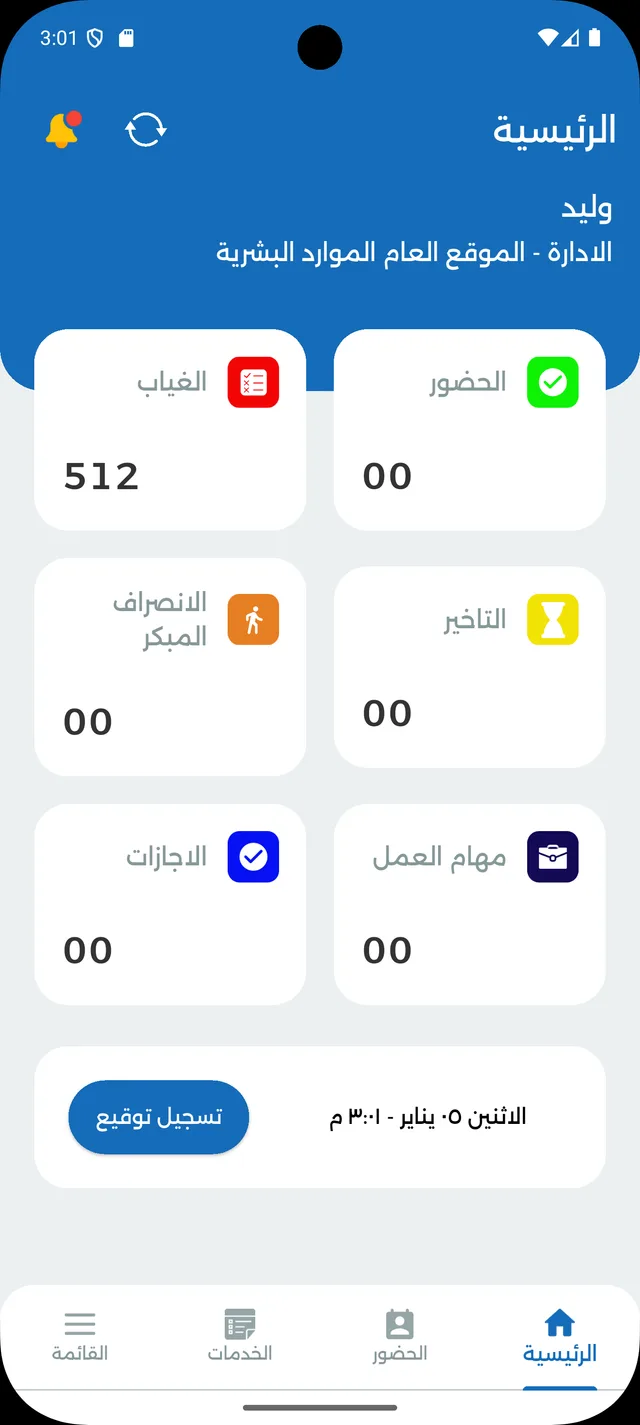 3:01
الرئيسية
وليد
الادارة - الموقع العام الموارد البشرية
الحضور
00
الغياب
512
التاخير
00
الانصراف
المبكر
00
مهام العمل
00
الاجازات
00
الاثنين ٠٥ يناير - ٣:٠١ م
تسجيل توقيع
الرئيسية
الحضور
الخدمات
القائمة